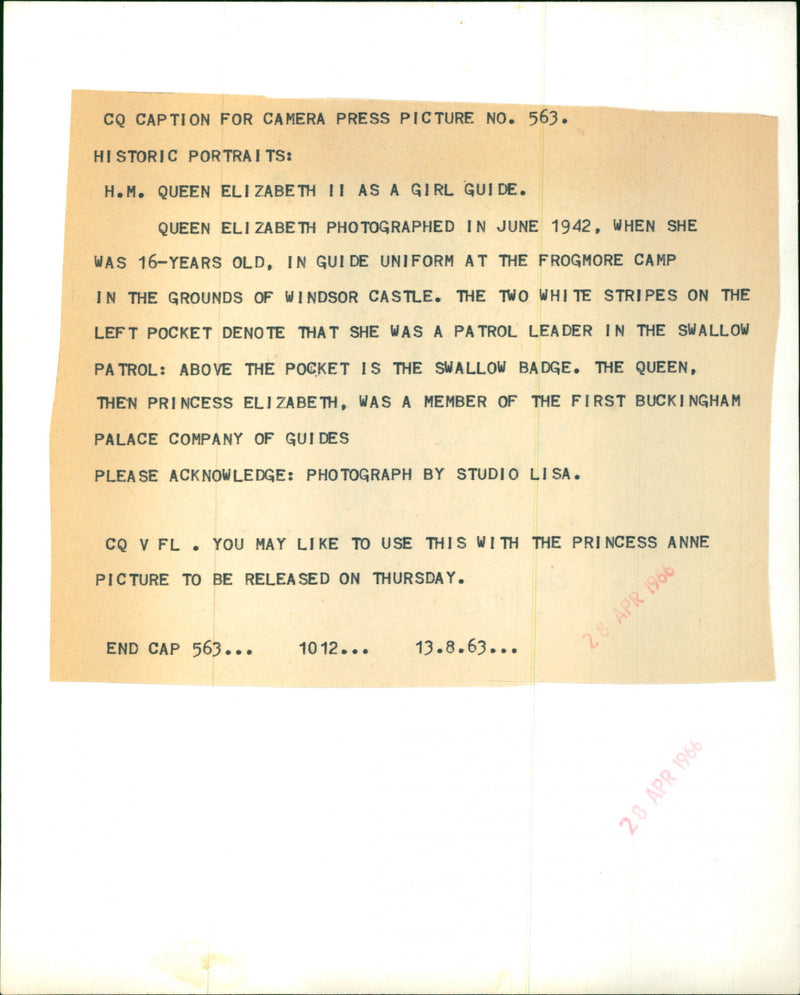 CQ CAPTION FOR CAMERA PRESS PICTURE NO. 563.
HISTORIC PORTRAITS:
H.M. QUEEN ELIZABETH II AS A GIRL GUIDE.
QUEEN ELIZABETH PHOTOGRAPHED IN JUNE 1942, WHEN SHE
WAS 16-YEARS OLD, IN GUIDE UNIFORM AT THE FROGMORE CAMP
IN THE GROUNDS OF WINDSOR CASTLE. THE TWO WHITE STRIPES ON THE
LEFT POCKET DENOTE THAT SHE WAS A PATROL LEADER IN THE SWALLOW
PATROL: ABOVE THE POCKET IS THE SWALLOW BADGE. THE QUEEN,
THEN PRINCESS ELIZABETH, WAS A MEMBER OF THE FIRST BUCKINGHAM
PALACE COMPANY OF GUIDES
PLEASE ACKNOWLEDGE: PHOTOGRAPH BY STUDIO LISA.
CQ V FL . YOU MAY LIKE TO USE THIS WITH THE PRINCESS ANNE
PICTURE TO BE RELEASED ON THURSDAY.
28 APR 1966
END CAP 563... 1012... 13.8.63...
28 APR 1966